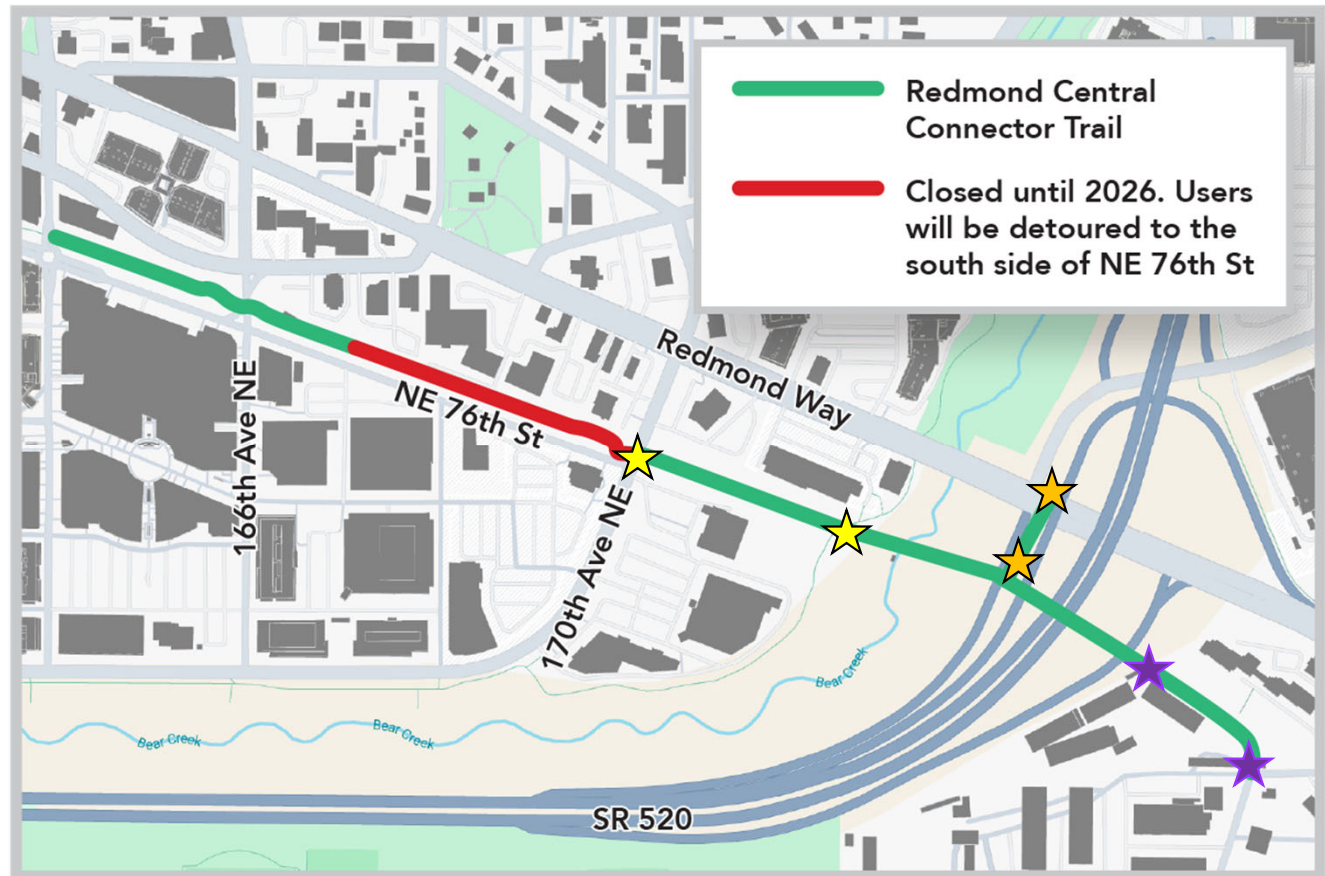 Redmond Central
Connector Trail
Closed until 2026. Users
will be detoured to the
south side of NE 76th St
Redmond Way
166th Ave NE
NE 76th St
170th Ave NE
Bear Creek
Bear Creek
Bear Creek
SR 520